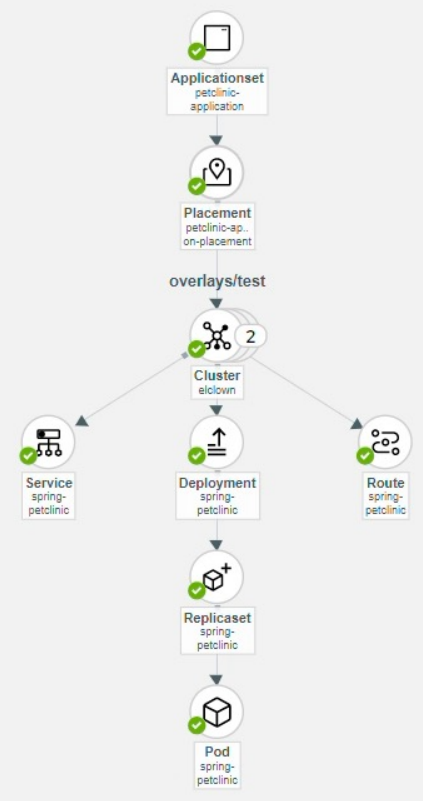 Applicationset
petclinic-
application
Placement
petclinic-ap..
on-placement
overlays/test
2
Cluster
elclown
Service
spring-
petclinic
Deployment
spring-
petclinic
Route
spring-
petclinic
Replicaset
spring-
petclinic
Pod
spring-
petclinic